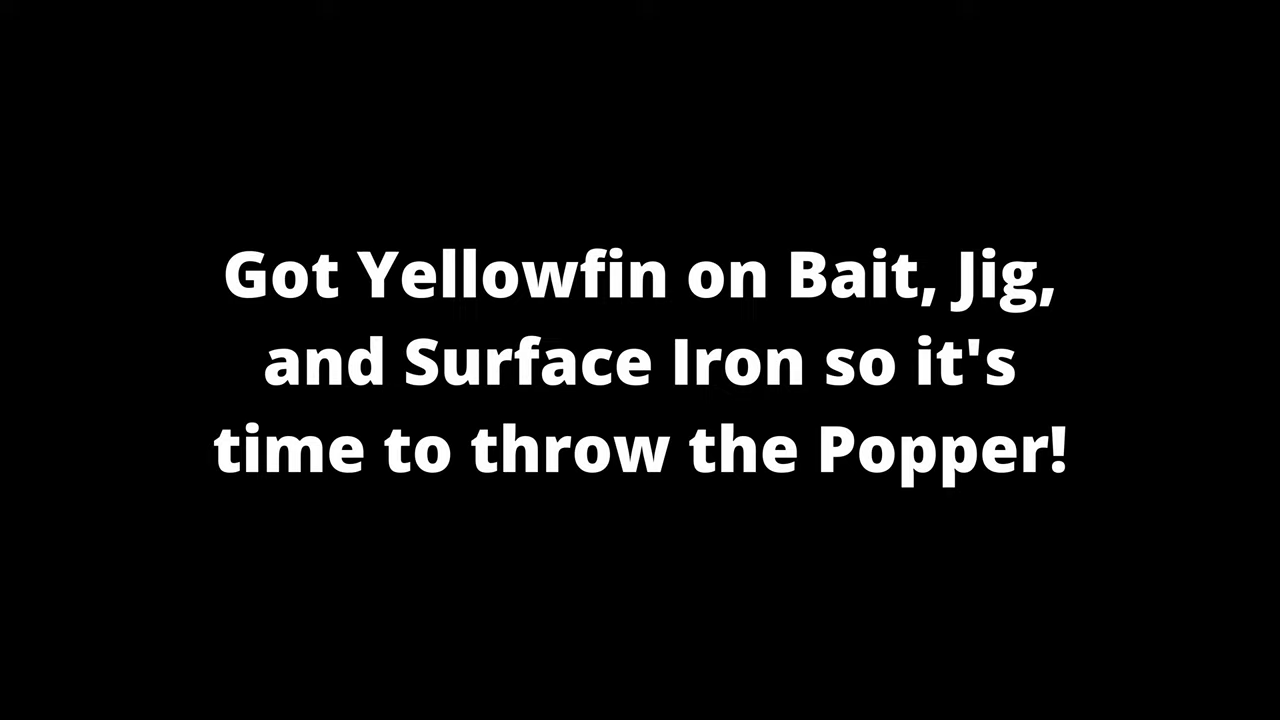 Got Yellowfin on Bait, Jig,
and Surface Iron so it's
time to throw the Popper!